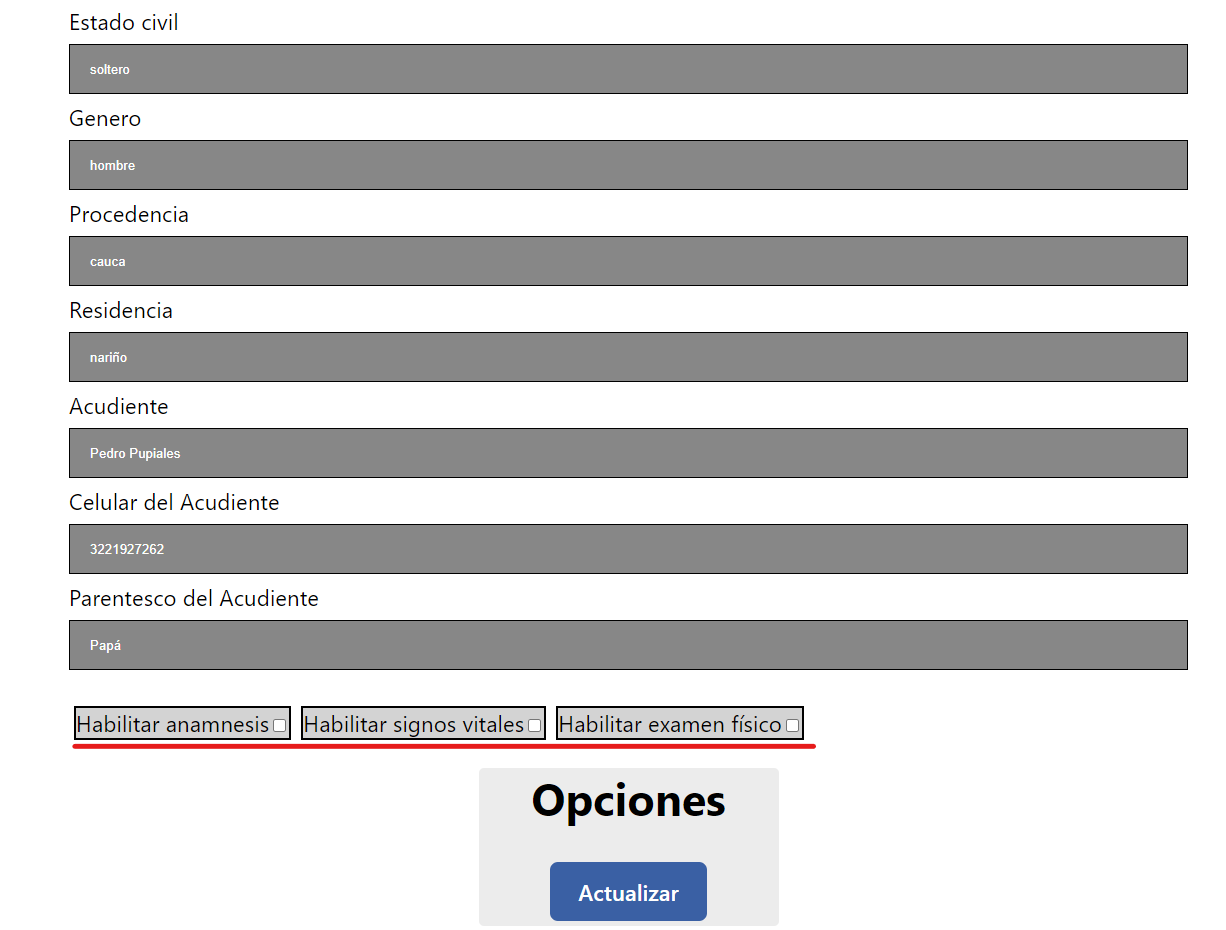 Estado civil
soltero
Genero
hombre
Procedencia
cauca
Residencia
nariño
Acudiente
Pedro Pupiales
Celular del Acudiente
3221927262
Parentesco del Acudiente
Papá
Habilitar anamnesis Habilitar signos vitales Habilitar examen físico
Opciones
Actualizar